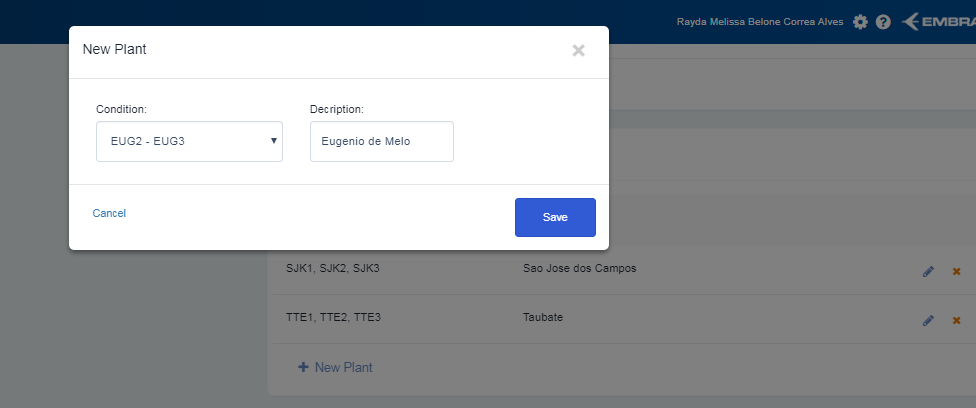 Rayda Melissa Belone Correa Alves
New Plant
Condition:
Decription:
EUG2 - EUG3
Eugenio de Melo
Cancel
Save
SJK1, SJK2, SJK3
Sao Jose dos Campos
TTE1, TTE2, TTE3
Taubate
New Plant